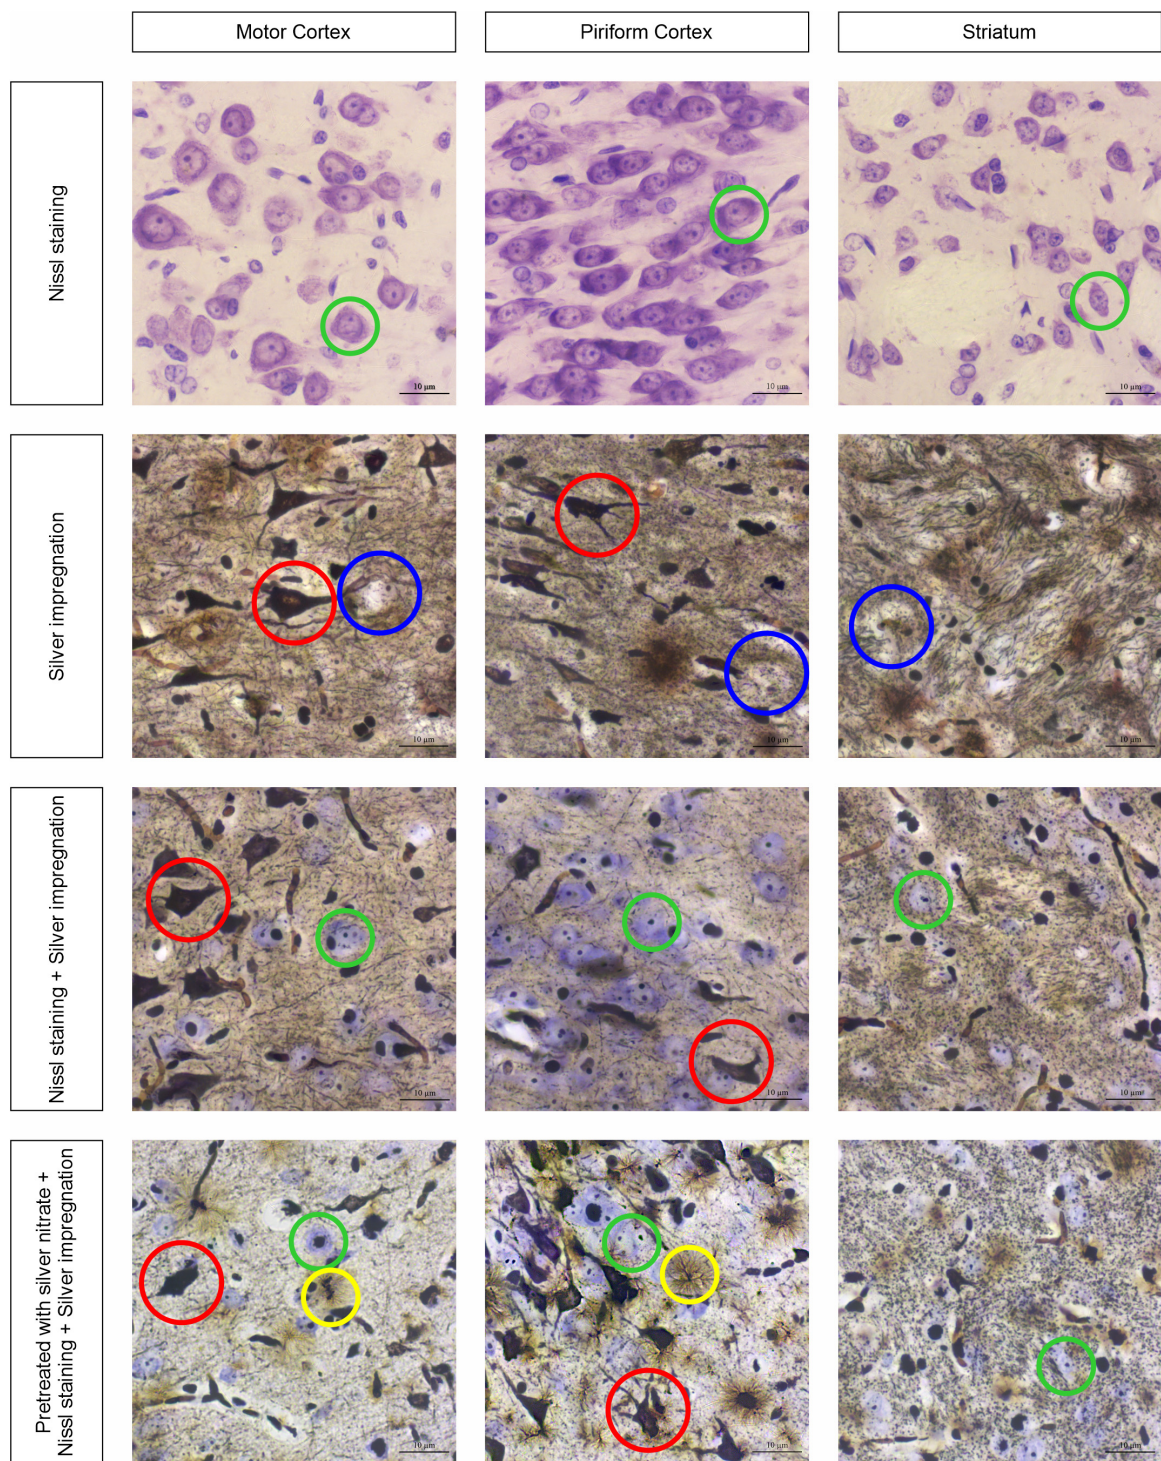 Motor Cortex
Piriform Cortex
Striatum
Nissl staining
10 µm
10 µm
10 µm
Silver impregnation
10 µm
10 µm
10 µm
Nissl staining + Silver impregnation
10 µm
10 µm
10 µm
Pretreated with silver nitrate +
Nissl staining + Silver impregnation
10 µm
10 µm
10 µm